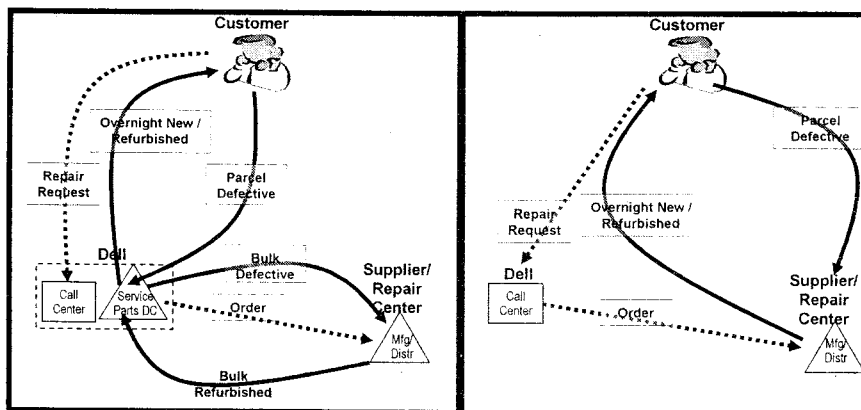 Customer
Overnight New /
Refurbished
Repair
Request
Parcel
Defective
Dell
Bulk
Defective
Call
Center
Service
Parts DC
Order
Supplier/
Repair
Center
Mfg/
Distr
Bulk
Refurbished
Customer
Parcel
Defective
Repair
Request
Overnight New /
Refurbished
Dell
Call
Center
Order
Supplier/
Repair
Center
Mfg/
Distr